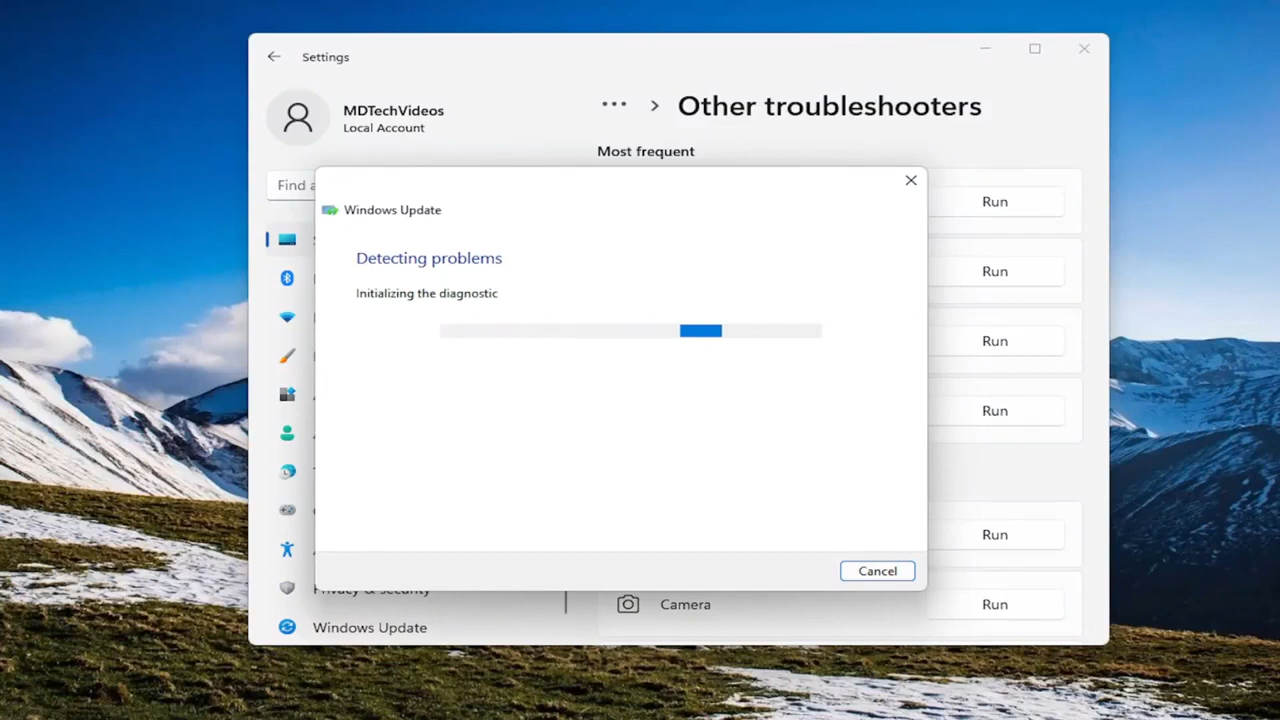 Settings
MDTechVideos
Local Account
Find a
Other troubleshooters
Most frequent
Run
Run
Run
Run
Run
Camera
Run
Windows Update
Detecting problems
Initializing the diagnostic
Cancel
Privacy & security
Windows Update